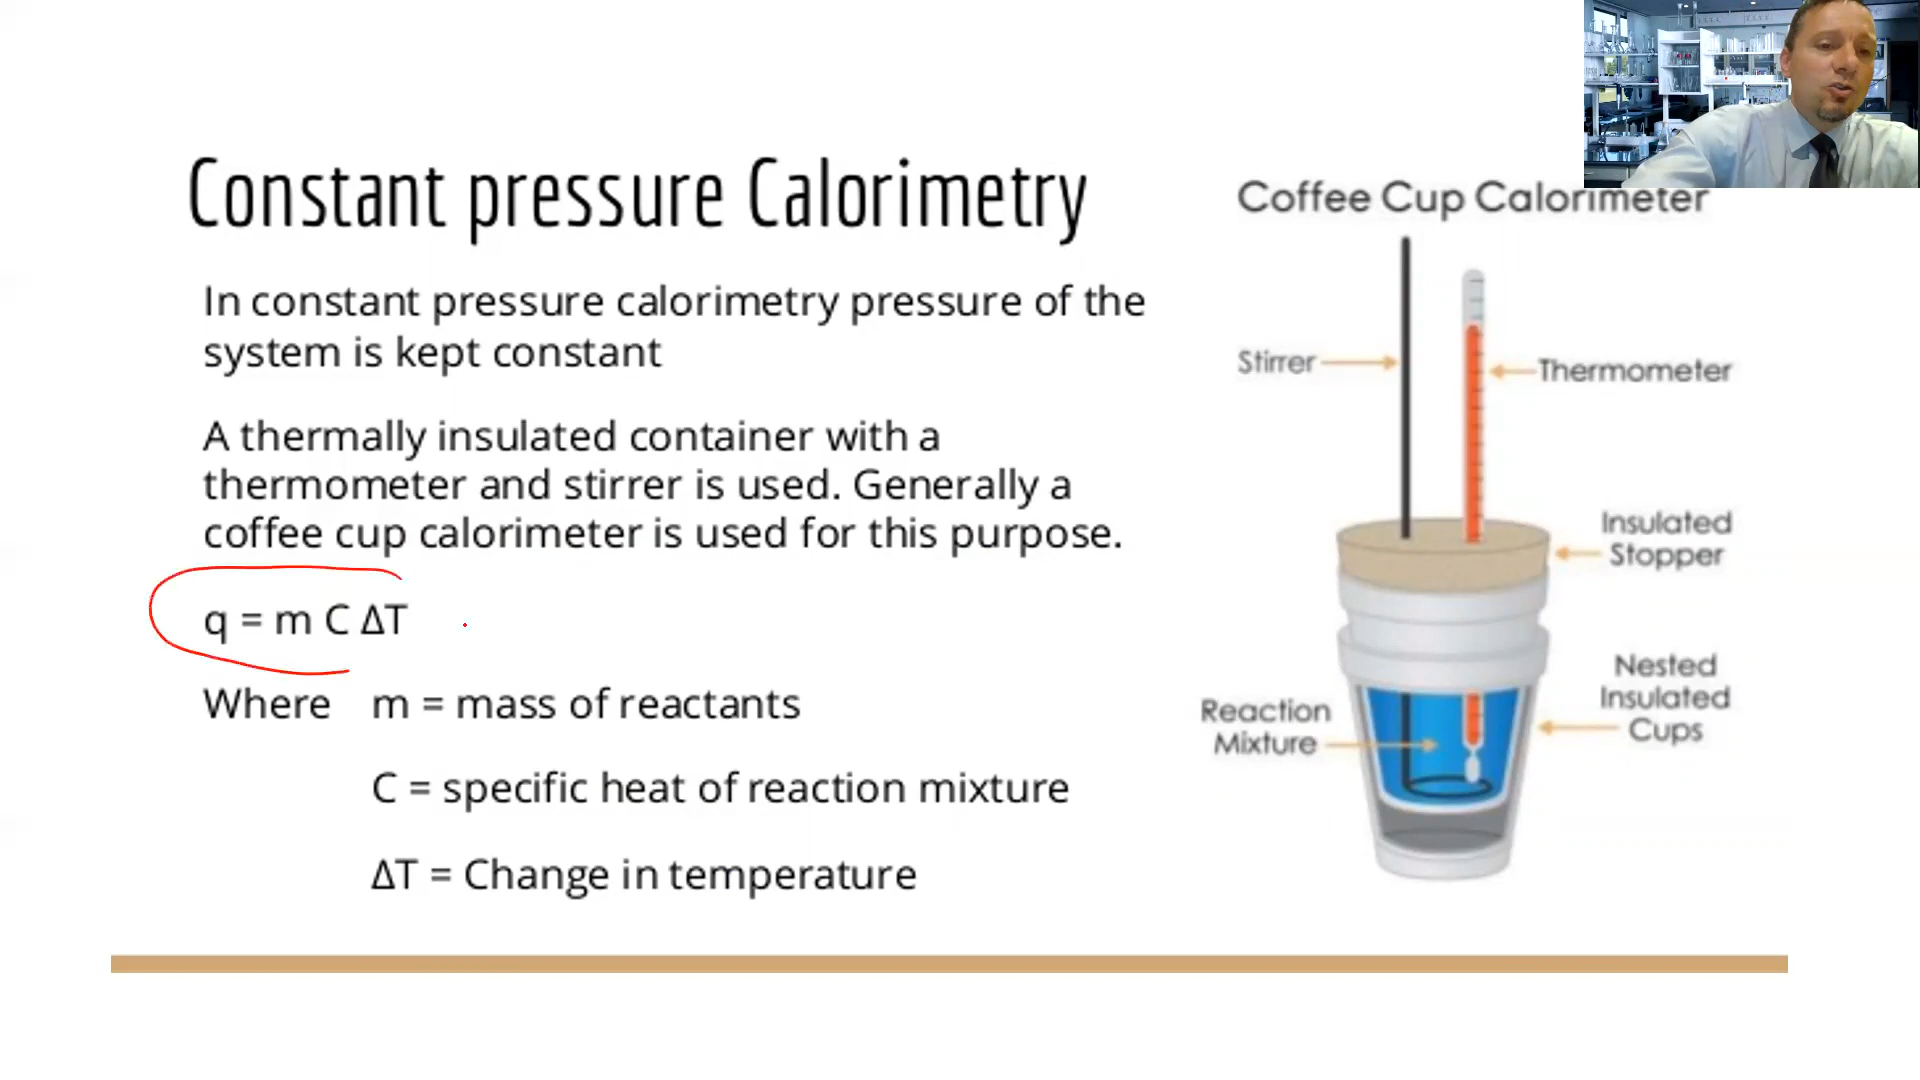 Constant pressure Calorimetry
In constant pressure calorimetry pressure of the
system is kept constant
A thermally insulated container with a
thermometer and stirrer is used. Generally a
coffee cup calorimeter is used for this purpose.
q = m C ΔT
Where m = mass of reactants
C = specific heat of reaction mixture
ΔT = Change in temperature
Coffee Cup Calorimeter
Stirrer
Thermometer
Insulated
Stopper
Nested
Insulated
Cups
Reaction
Mixture